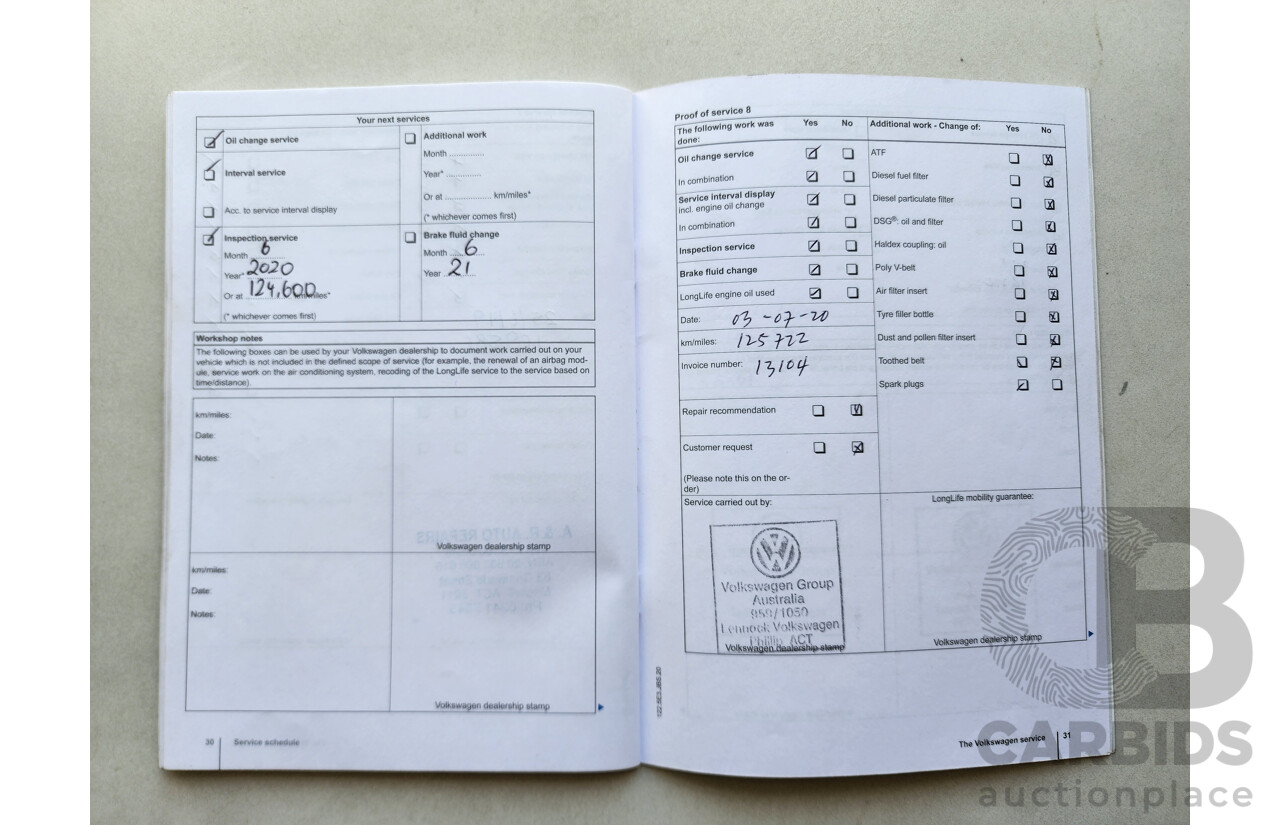 Your next services
Oil change service
Interval service
Acc. to service interval display
Additional work
Month ...............
Year* ...............
Or at .................... km/miles*
(* whichever comes first)
Inspection service
Month 6
Year* 2020
Or at 124,600 km/miles*
(* whichever comes first)
Brake fluid change
Month 6
Year 21
Workshop notes
The following boxes can be used by your Volkswagen dealership to document work carried out on your
vehicle which is not included in the defined scope of service (for example, the renewal of an airbag mod-
ule, service work on the air conditioning system, recoding of the LongLife service to the service based on
time/distance).
km/miles:
Date:
Notes:
Volkswagen dealership stamp
km/miles:
Date:
Notes:
Volkswagen dealership stamp
30 Service schedule
Proof of service 8
The following work was
done:
Yes No
Oil change service
In combination
Service interval display
incl. engine oil change
In combination
Inspection service
Brake fluid change
LongLife engine oil used
Date: 03-07-20
km/miles: 125722
Invoice number: 13104
Repair recommendation
Customer request
(Please note this on the or-
der)
Additional work - Change of: Yes No
ATF
Diesel fuel filter
Diesel particulate filter
DSG®: oil and filter
Haldex coupling: oil
Poly V-belt
Air filter insert
Tyre filler bottle
Dust and pollen filter insert
Toothed belt
Spark plugs
Service carried out by:
Volkswagen Group
Australia
959/1050
Lennock Volkswagen
Phillip ACT
Volkswagen dealership stamp
LongLife mobility guarantee:
Volkswagen dealership stamp
The Volkswagen service 31
CARBIDS
auctionplace